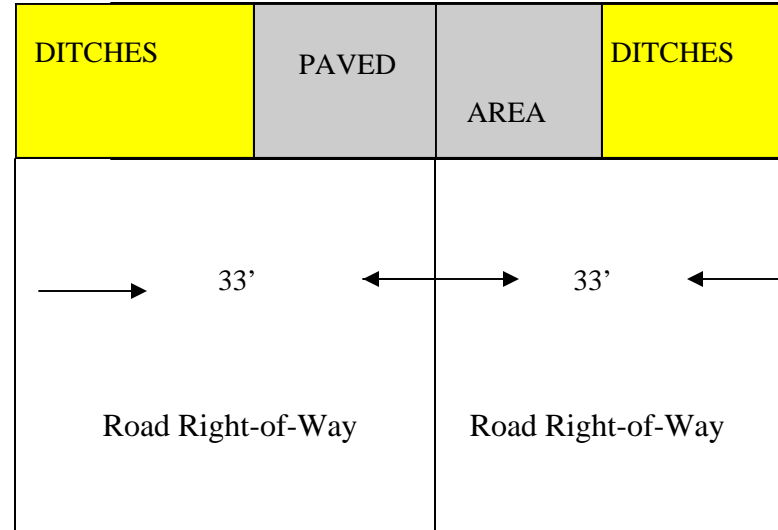 DITCHES
PAVED
AREA
DITCHES
33’
33’
Road Right-of-Way
Road Right-of-Way